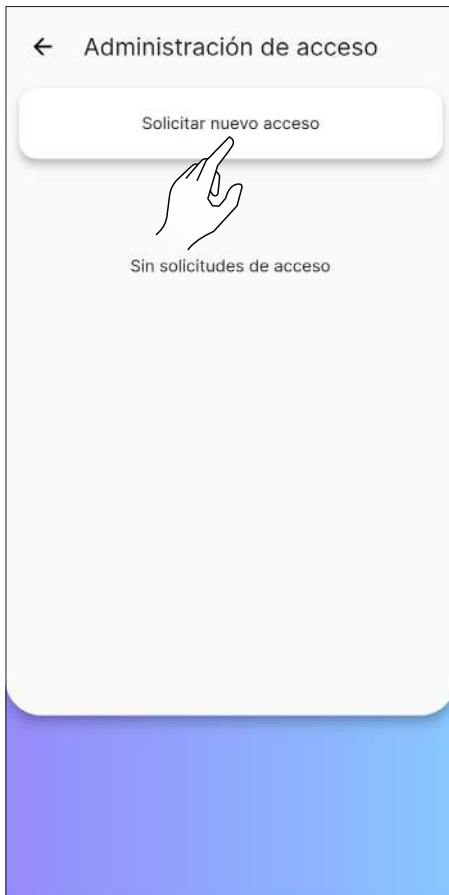 Administración de acceso
Solicitar nuevo acceso
Sin solicitudes de acceso